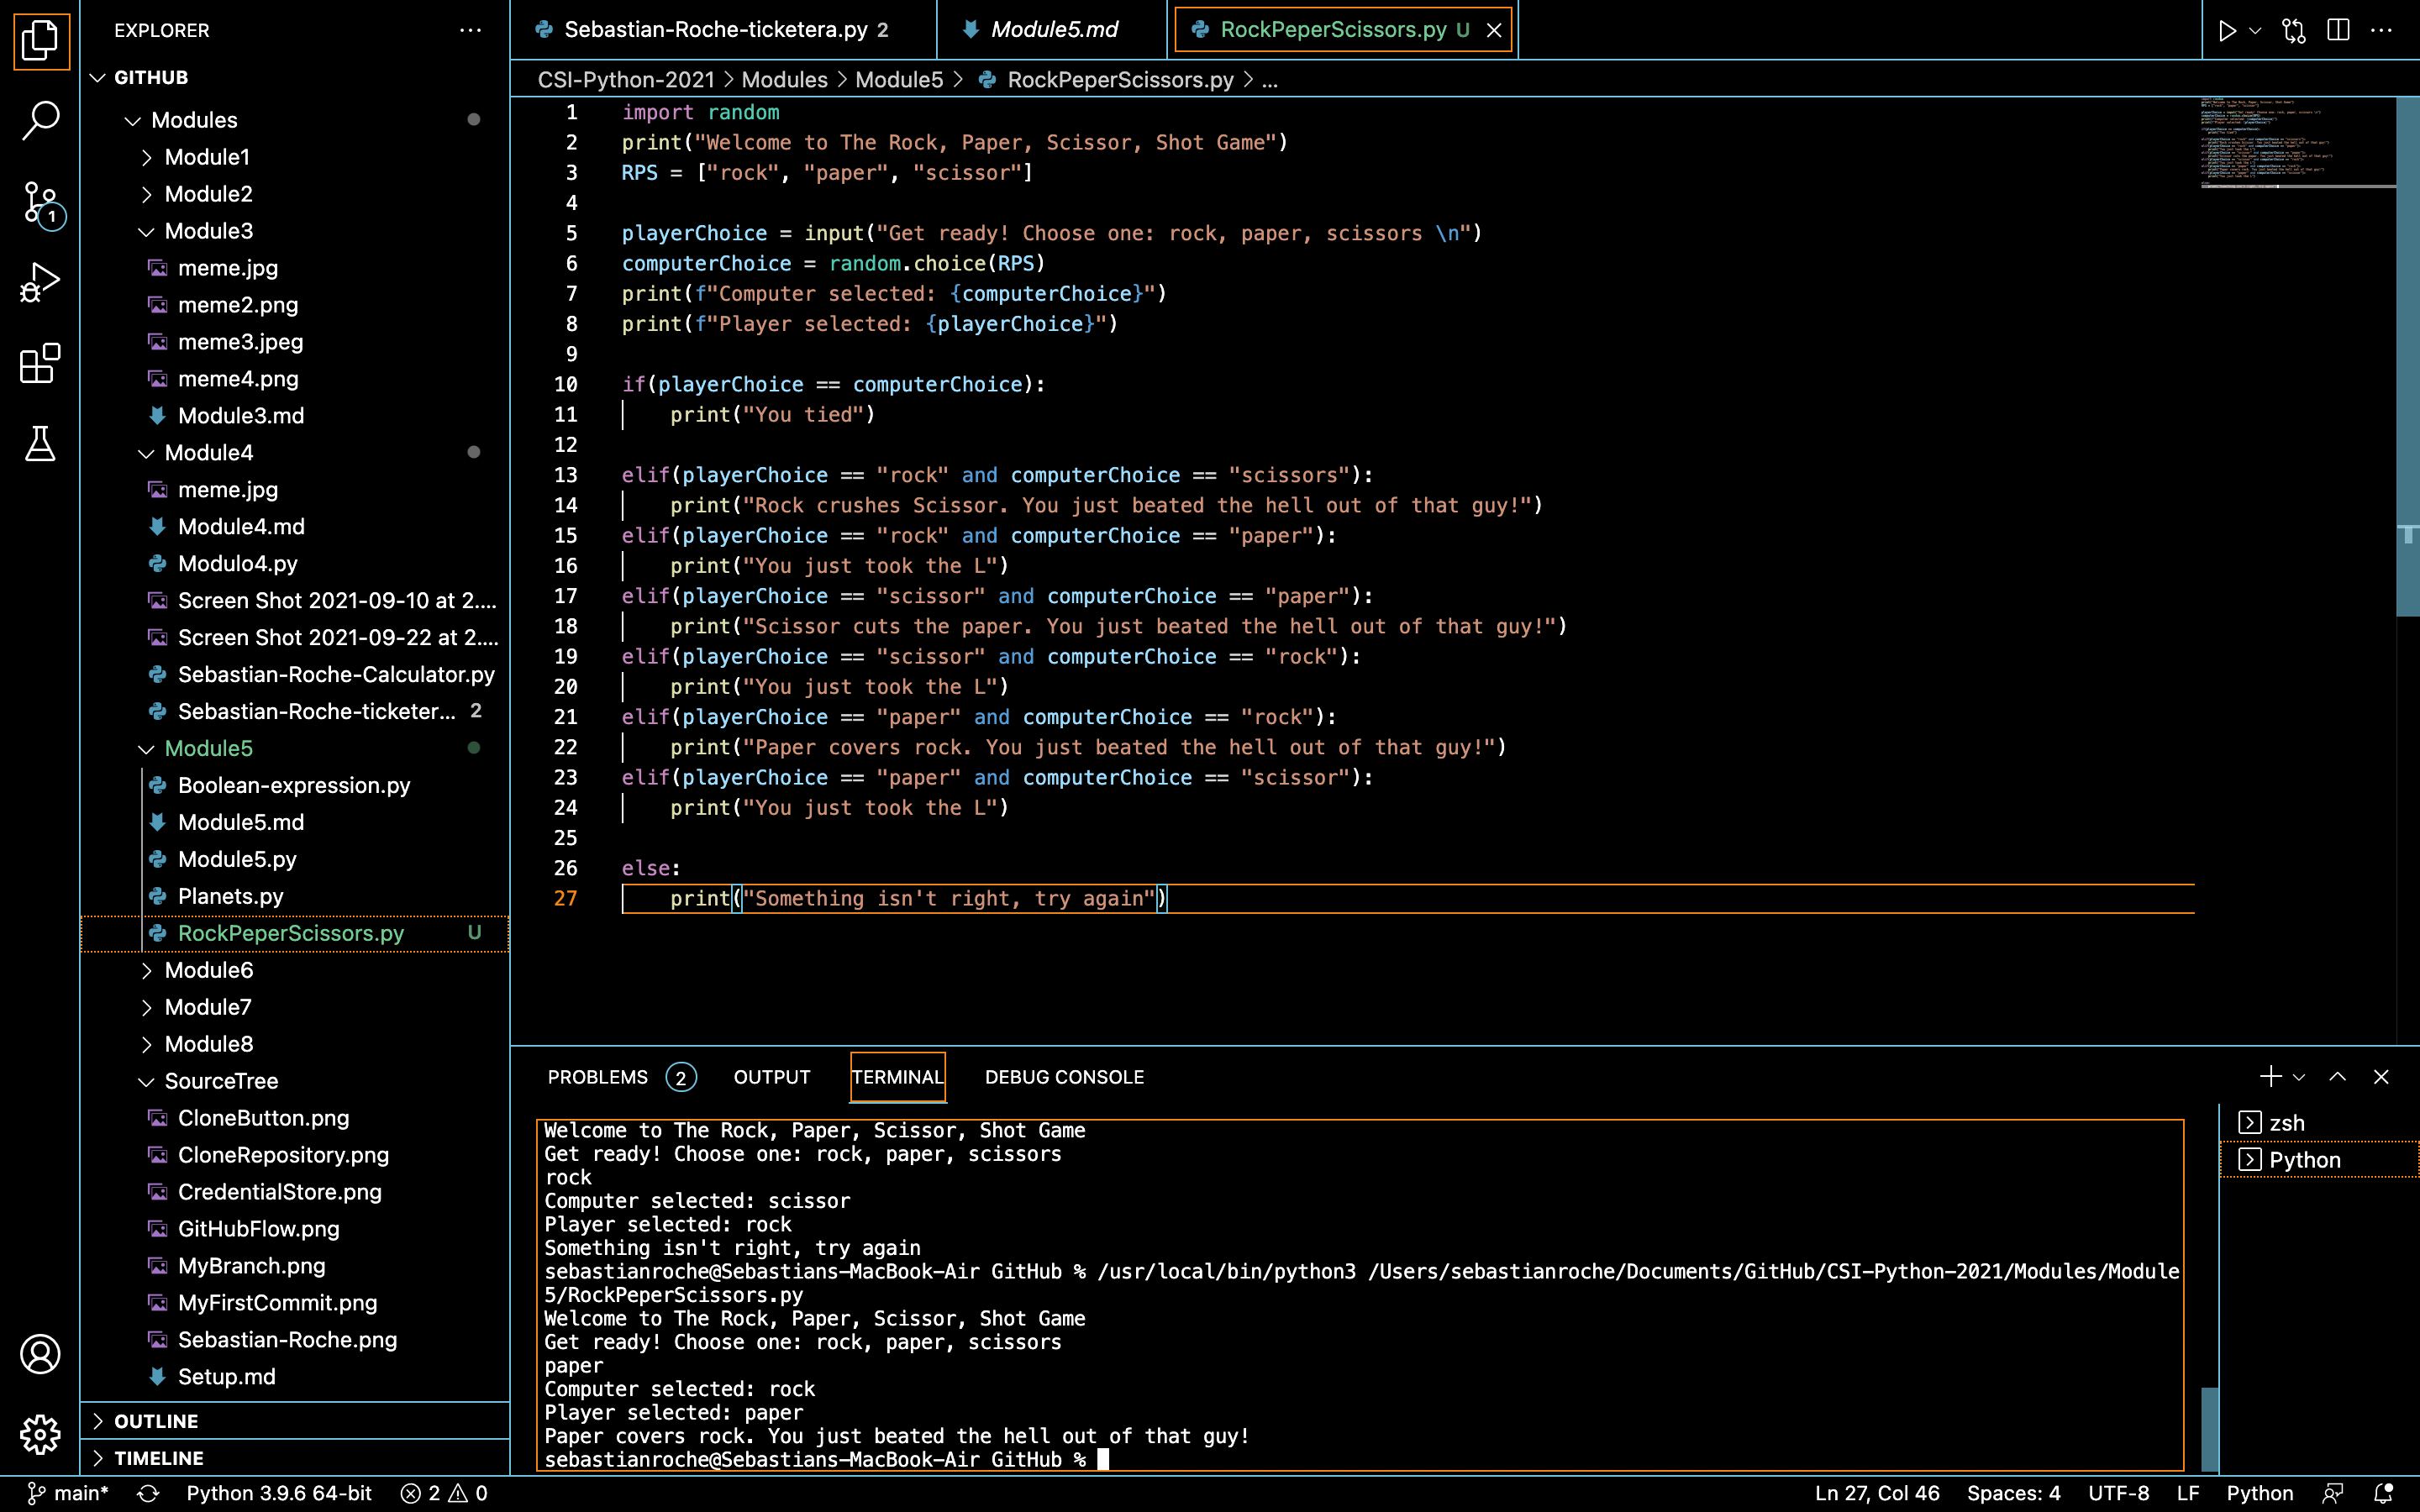 EXPLORER
GITHUB
Modules
Module1
Module2
Module3
meme.jpg
meme2.png
meme3.jpeg
meme4.png
Module3.md
Module4
meme.jpg
Module4.md
Modulo4.py
Screen Shot 2021-09-10 at 2....
Screen Shot 2021-09-22 at 2....
Sebastian-Roche-Calculator.py
Sebastian-Roche-ticketer... 2
Module5
Boolean-expression.py
Module5.md
Module5.py
Planets.py
RockPeperScissors.py U
Module6
Module7
Module8
SourceTree
CloneButton.png
CloneRepository.png
CredentialStore.png
GitHubFlow.png
MyBranch.png
MyFirstCommit.png
Sebastian-Roche.png
Setup.md
OUTLINE
TIMELINE
1
Sebastian-Roche-ticketera.py 2
Module5.md
RockPeperScissors.py U
CSI-Python-2021 > Modules > Module5 > RockPeperScissors.py > ...
1 import random
2 print("Welcome to The Rock, Paper, Scissor, Shot Game")
3 RPS = ["rock", "paper", "scissor"]
4
5 playerChoice = input("Get ready! Choose one: rock, paper, scissors \n")
6 computerChoice = random.choice(RPS)
7 print(f"Computer selected: {computerChoice}")
8 print(f"Player selected: {playerChoice}")
9
10 if(playerChoice == computerChoice):
11 print("You tied")
12
13 elif(playerChoice == "rock" and computerChoice == "scissors"):
14 print("Rock crushes Scissor. You just beated the hell out of that guy!")
15 elif(playerChoice == "rock" and computerChoice == "paper"):
16 print("You just took the L")
17 elif(playerChoice == "scissor" and computerChoice == "paper"):
18 print("Scissor cuts the paper. You just beated the hell out of that guy!")
19 elif(playerChoice == "scissor" and computerChoice == "rock"):
20 print("You just took the L")
21 elif(playerChoice == "paper" and computerChoice == "rock"):
22 print("Paper covers rock. You just beated the hell out of that guy!")
23 elif(playerChoice == "paper" and computerChoice == "scissor"):
24 print("You just took the L")
25
26 else:
27 print("Something isn't right, try again")
PROBLEMS 2 OUTPUT TERMINAL DEBUG CONSOLE
Welcome to The Rock, Paper, Scissor, Shot Game
Get ready! Choose one: rock, paper, scissors
rock
Computer selected: scissor
Player selected: rock
Something isn't right, try again
sebastianroche@Sebastians-MacBook-Air GitHub % /usr/local/bin/python3 /Users/sebastianroche/Documents/GitHub/CSI-Python-2021/Modules/Module
5/RockPeperScissors.py
Welcome to The Rock, Paper, Scissor, Shot Game
Get ready! Choose one: rock, paper, scissors
paper
Computer selected: rock
Player selected: paper
Paper covers rock. You just beated the hell out of that guy!
sebastianroche@Sebastians-MacBook-Air GitHub %
zsh
Python
main* Python 3.9.6 64-bit 2 0 Ln 27, Col 46 Spaces: 4 UTF-8 LF Python